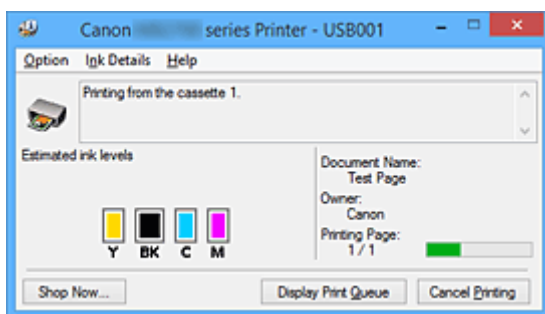 Canon series Printer - USB001
Option Ink Details Help
Printing from the cassette 1.
Estimated ink levels
Y BK C M
Document Name:
Test Page
Owner:
Canon
Printing Page:
1 / 1
Shop Now... Display Print Queue Cancel Printing